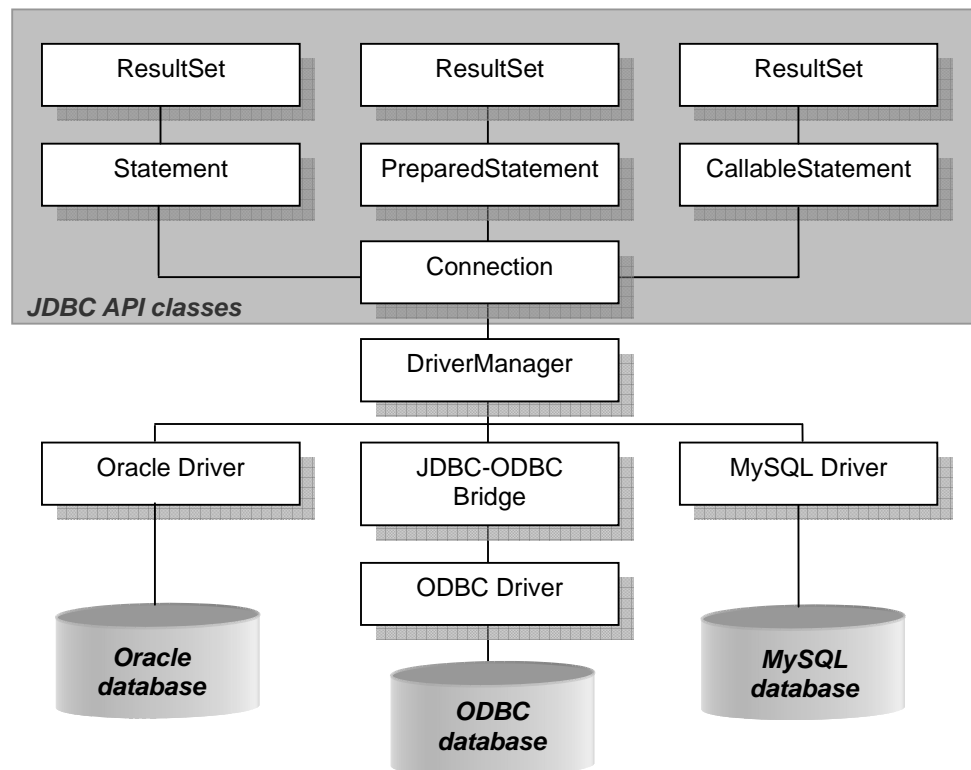 ResultSet
ResultSet
ResultSet
Statement
PreparedStatement
CallableStatement
Connection
JDBC API classes
DriverManager
Oracle Driver
JDBC-ODBC
Bridge
MySQL Driver
ODBC Driver
Oracle
database
MySQL
database
ODBC
database